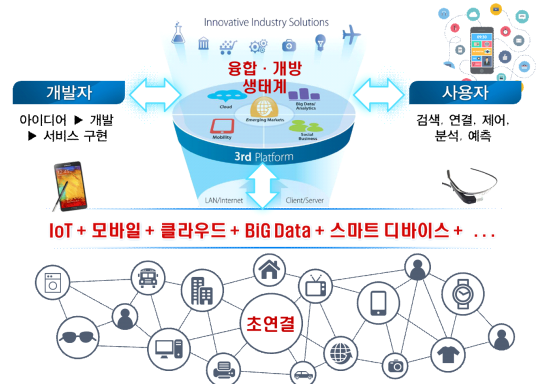 Innovative Industry Solutions
융합 · 개방
생태계
개발자
사용자
아이디어 ▶ 개발
▶ 서비스 구현
검색, 연결, 제어,
분석, 예측
Cloud
Big Data/
Analytics
Emerging Markets
Mobility
Social
Business
3rd Platform
LAN/Internet
Client/Server
IoT + 모바일 + 클라우드 + BiG Data + 스마트 디바이스 + ...
초연결